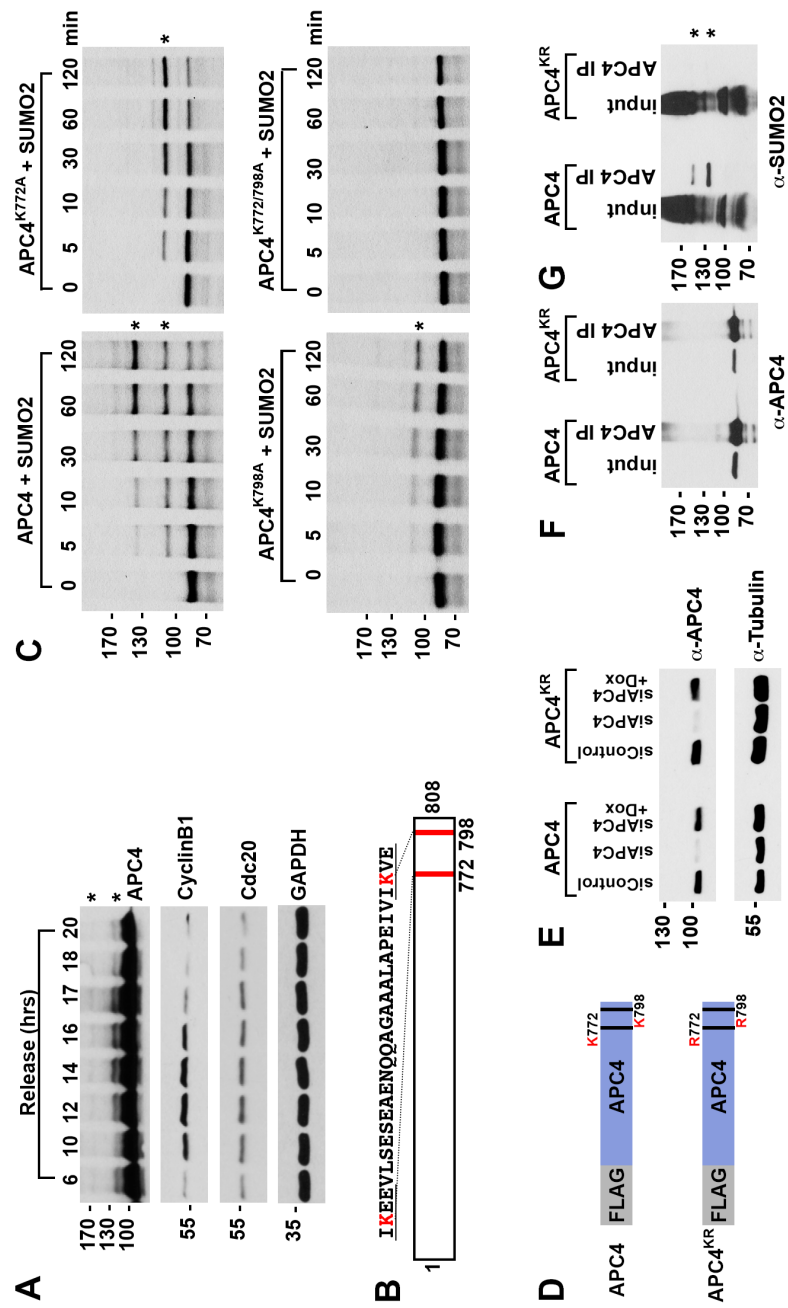 A
Release (hrs)
6 10 12 14 16 17 18 20
170 -
130 -
100 -
*
*
APC4
55 -
CyclinB1
55 -
Cdc20
35 -
GAPDH
B
IKEEVLSESEAENQQAGAAALAPEIVIKVE
1
808
772 798
C
APC4 + SUMO2
0 5 10 30 60 120
170 -
130 -
100 -
70 -
*
*
APC4K772A + SUMO2
0 5 10 30 60 120 min
*
APC4K798A + SUMO2
0 5 10 30 60 120
170 -
130 -
100 -
70 -
*
APC4K772/798A + SUMO2
0 5 10 30 60 120 min
D
APC4
FLAG
APC4
K772
K798
APC4KR
FLAG
APC4
R772
R798
E
APC4
siControl
siAPC4
siAPC4 +Dox
APC4KR
siControl
siAPC4
siAPC4 +Dox
130 -
100 -
α-APC4
55 -
α-Tubulin
F
APC4
input
APC4 IP
APC4KR
input
APC4 IP
170 -
130 -
100 -
70 -
α-APC4
G
APC4
input
APC4 IP
APC4KR
input
APC4 IP
170 -
130 -
100 -
70 -
*
*
α-SUMO2